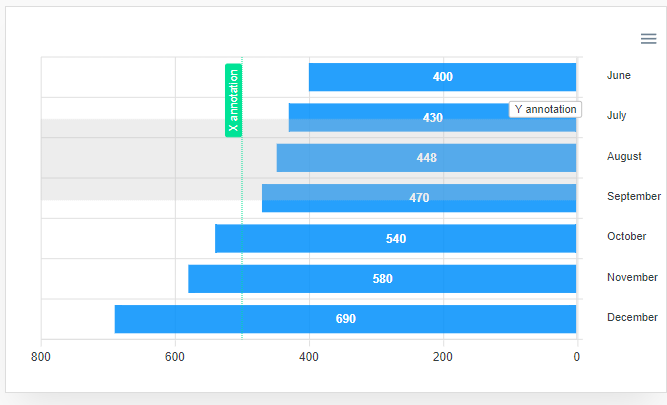 X annotation
400
June
Y annotation
430
July
448
August
470
September
540
October
580
November
690
December
800
600
400
200
0